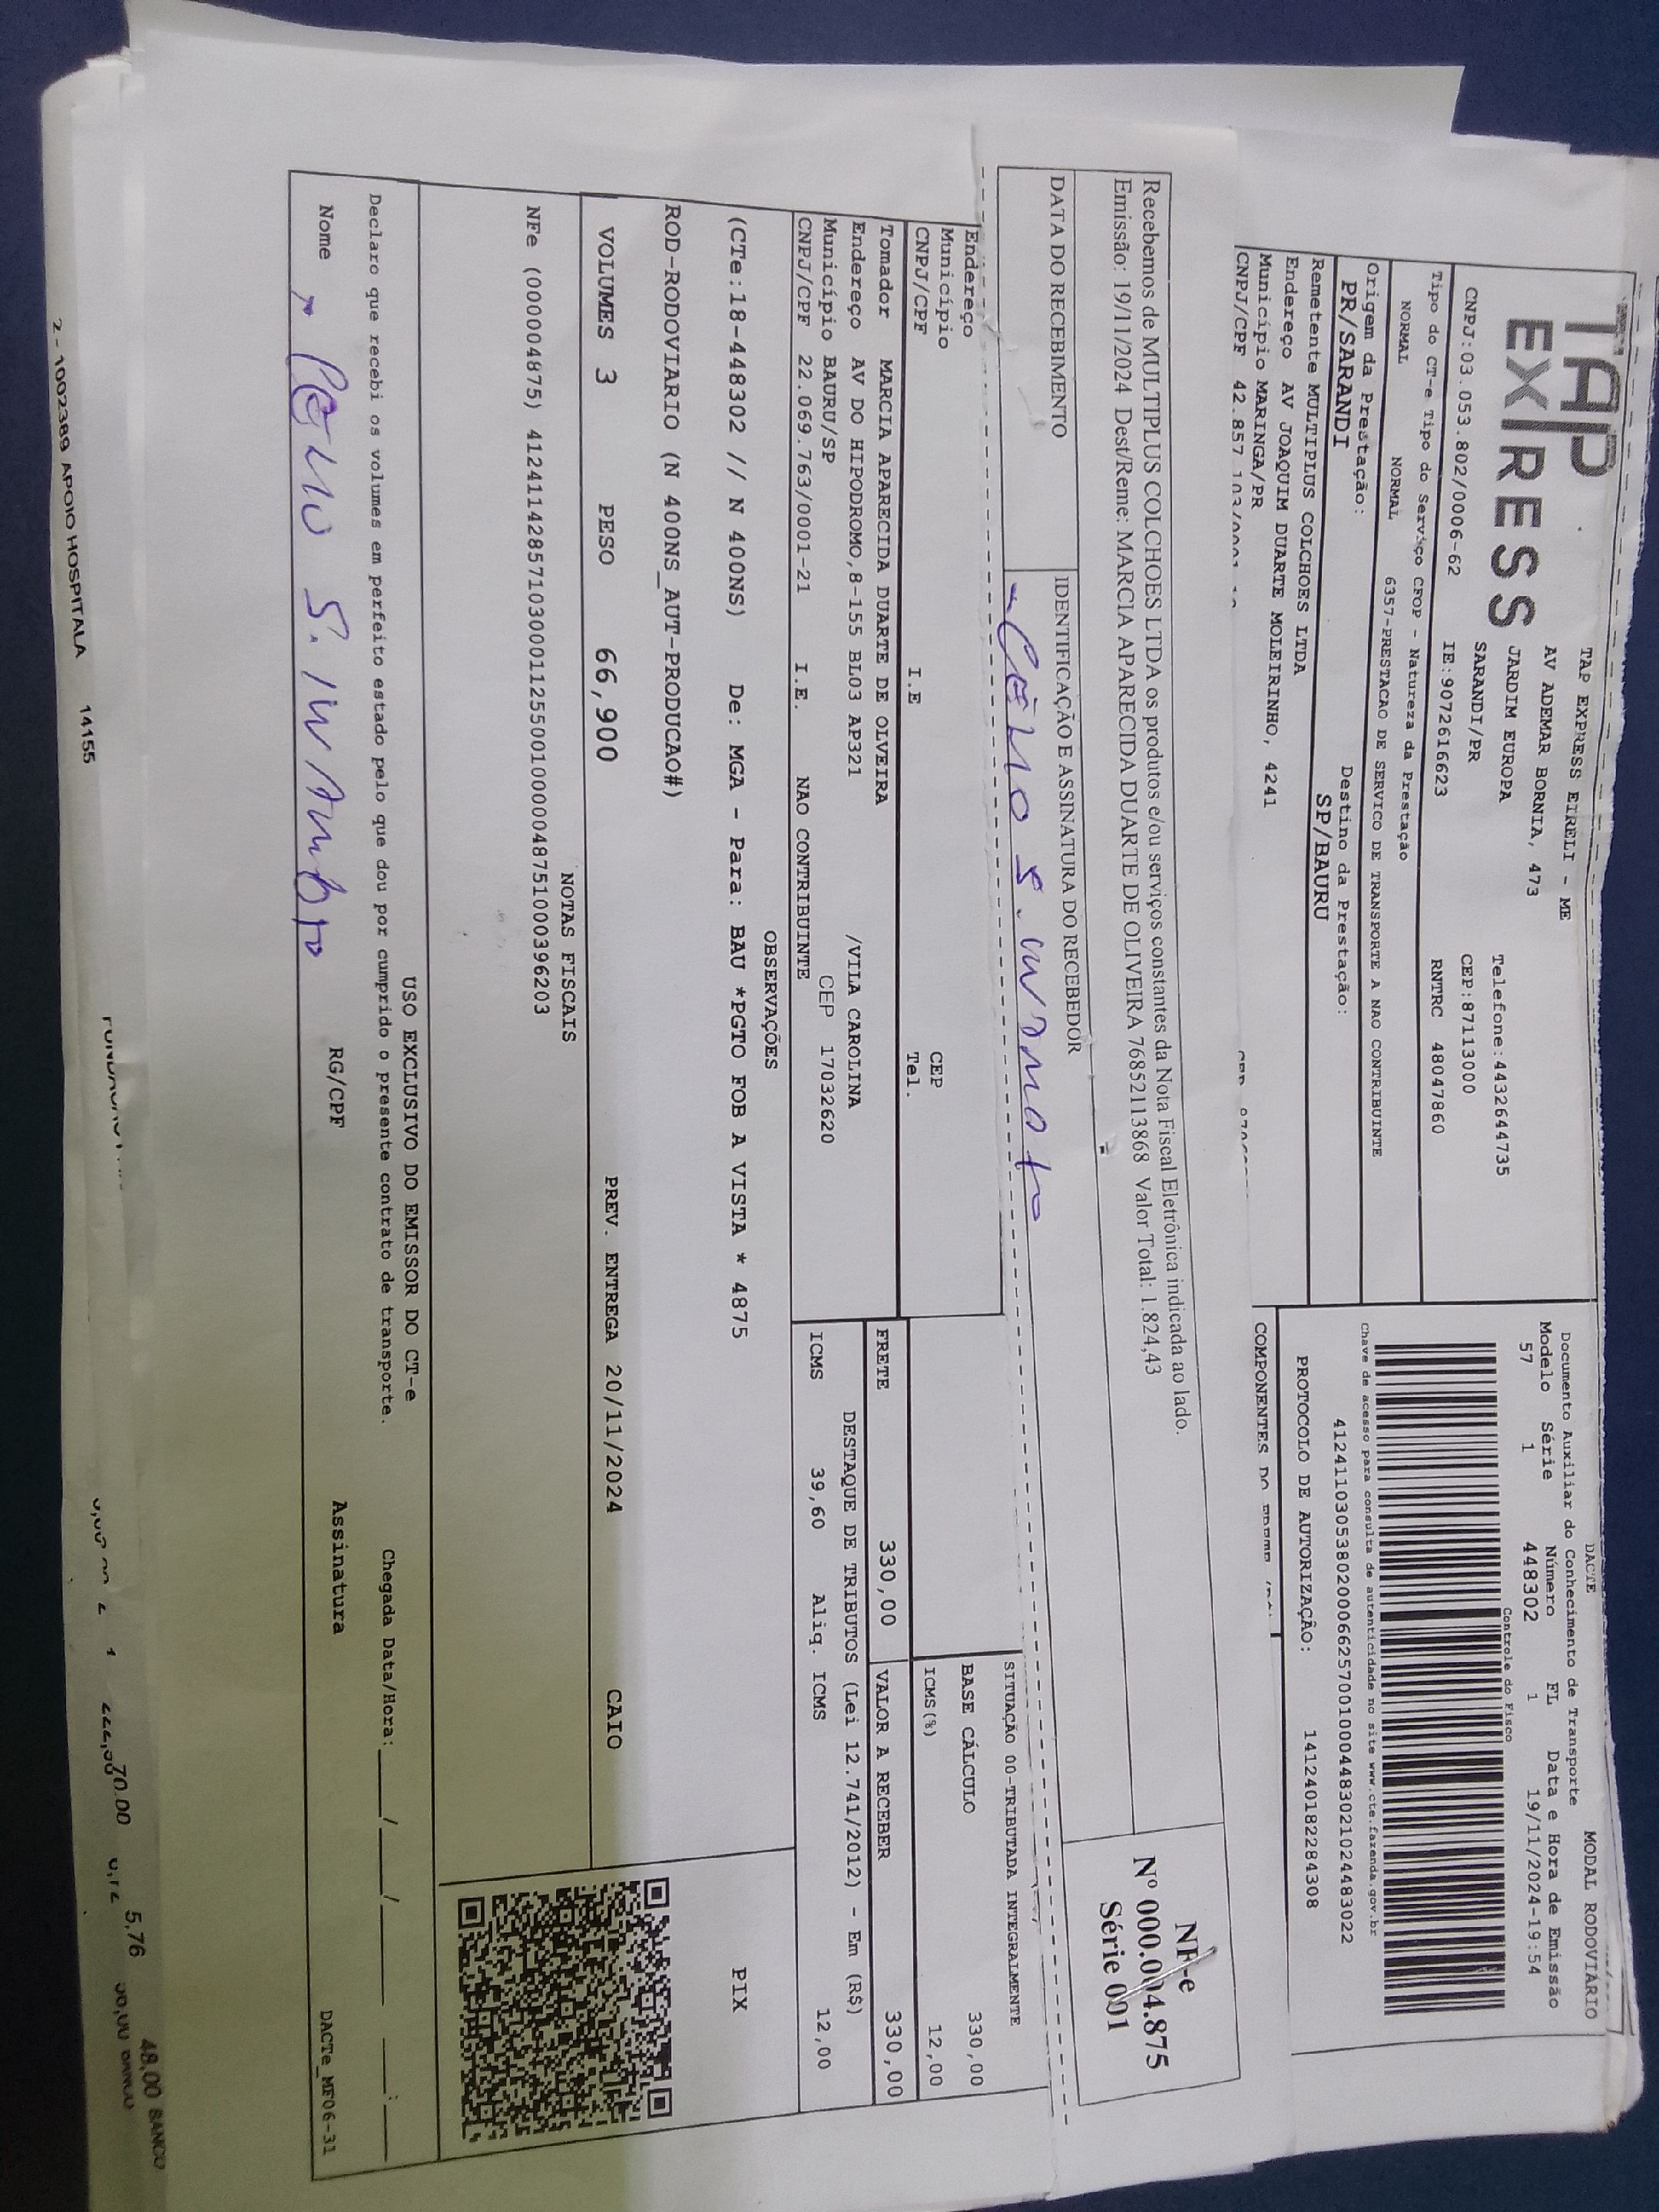 TAP
EXPRESS
TAP EXPRESS EIRELI - ME
AV ADEMAR BORNIA, 473
JARDIM EUROPA
SARANDI/PR
Telefone:4432644735
CEP:87113000
CNPJ:03.053.802/0006-62 IE:9072616623 RNTRC 48047860
Tipo do CT-e Tipo do Serviço CFOP - Natureza da Prestação
NORMAL NORMAL 6357-PRESTACAO DE SERVICO DE TRANSPORTE A NAO CONTRIBUINTE
Origem da Prestação: Destino da Prestação:
PR/SARANDI SP/BAURU
Remetente MULTIPLUS COLCHOES LTDA
Endereço AV JOAQUIM DUARTE MOLEIRINHO, 4241
Município MARINGA/PR
CNPJ/CPF 42.857
DACTE MODAL RODOVIÁRIO
Documento Auxiliar do Conhecimento de Transporte
Modelo Série Número FL Data e Hora de Emissão
57 1 448302 1 19/11/2024-19:54
Controle do Fisco
Chave de acesso para consulta de autenticidade no site www.cte.fazenda.gov.br
41241103053802000662570010004483021024483022
PROTOCOLO DE AUTORIZAÇÃO: 141240182284308
COMPONENTES DO FRETE
Recebemos de MULTIPLUS COLCHOES LTDA os produtos e/ou serviços constantes da Nota Fiscal Eletrônica indicada ao lado.
Emissão: 19/11/2024 Dest/Reme: MARCIA APARECIDA DUARTE DE OLIVEIRA 76852113868 Valor Total: 1.824,43
DATA DO RECEBIMENTO IDENTIFICAÇÃO E ASSINATURA DO RECEBEDOR
NF-e
Nº 000.004.875
Série 001
Endereço
Município CEP
CNPJ/CPF I.E Tel.
SITUAÇÃO 00-TRIBUTADA INTEGRALMENTE
BASE CÁLCULO 330,00
ICMS(%) 12,00
Tomador MARCIA APARECIDA DUARTE DE OLVEIRA
Endereço AV DO HIPODROMO,8-155 BL03 AP321 /VILA CAROLINA
Município BAURU/SP CEP 17032620
CNPJ/CPF 22.069.763/0001-21 I.E. NAO CONTRIBUINTE
FRETE 330,00 VALOR A RECEBER 330,00
DESTAQUE DE TRIBUTOS (Lei 12.741/2012) - Em (R$)
ICMS 39,60 Aliq. ICMS 12,00
OBSERVAÇÕES
(CTe:18-448302 // N 400NS) De: MGA - Para: BAU *PGTO FOB A VISTA * 4875
ROD-RODOVIARIO (N 400NS_AUT-PRODUCAO#)
PIX
VOLUMES 3 PESO 66,900 PREV. ENTREGA 20/11/2024 CAIO
NOTAS FISCAIS
NFe (000004875) 41241142857103000112550010000048751000396203
USO EXCLUSIVO DO EMISSOR DO CT-e
Declaro que recebi os volumes em perfeito estado pelo que dou por cumprido o presente contrato de transporte. Chegada Data/Hora:____/____/____ ___:___
Nome RG/CPF Assinatura
DACTe_MF06-31
2 - 1002389 APOIO HOSPITALA 14155
70.00
5,76
48,00 BANCO